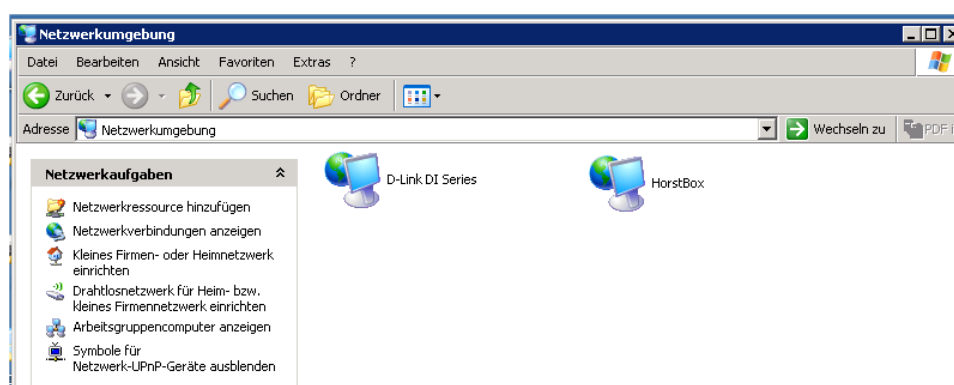 Netzwerkumgebung
Datei Bearbeiten Ansicht Favoriten Extras ?
Zurück Suchen Ordner
Adresse Netzwerkumgebung Wechseln zu PDF
Netzwerkaufgaben
Netzwerkressource hinzufügen
Netzwerkverbindungen anzeigen
Kleines Firmen- oder Heimnetzwerk
einrichten
Drahtlosnetzwerk für Heim- bzw.
kleines Firmennetzwerk einrichten
Arbeitsgruppencomputer anzeigen
Symbole für
Netzwerk-UPnP-Geräte ausblenden
D-Link DI Series
HorstBox